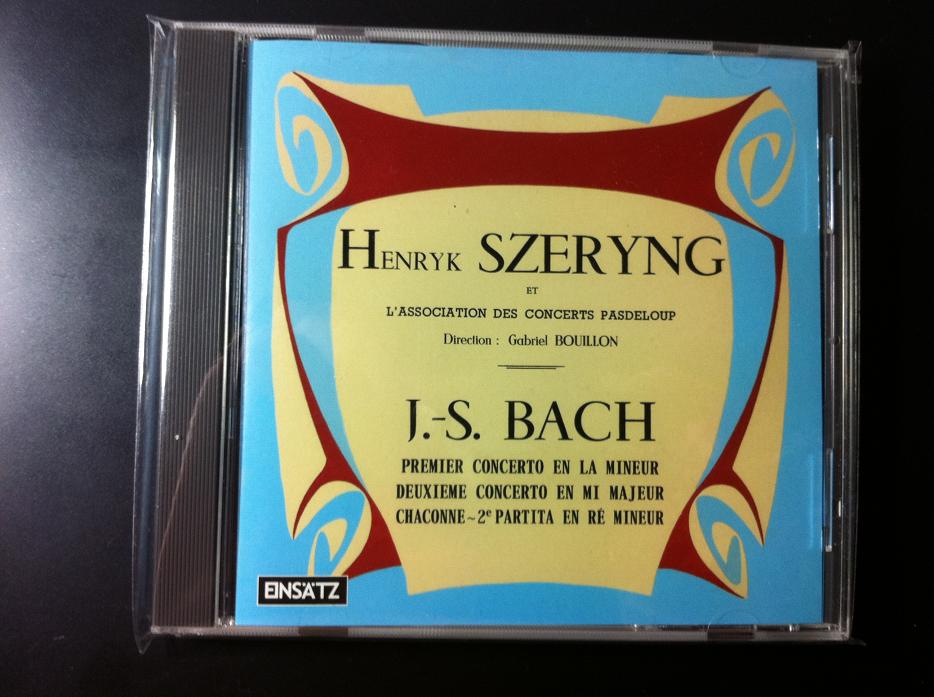 HENRYK SZERYNG
ET
L'ASSOCIATION DES CONCERTS PASDELOUP
Direction : Gabriel BOUILLON
J.-S. BACH
PREMIER CONCERTO EN LA MINEUR
DEUXIEME CONCERTO EN MI MAJEUR
CHACONNE ~ 2e PARTITA EN RÉ MINEUR
EINSÄTZ